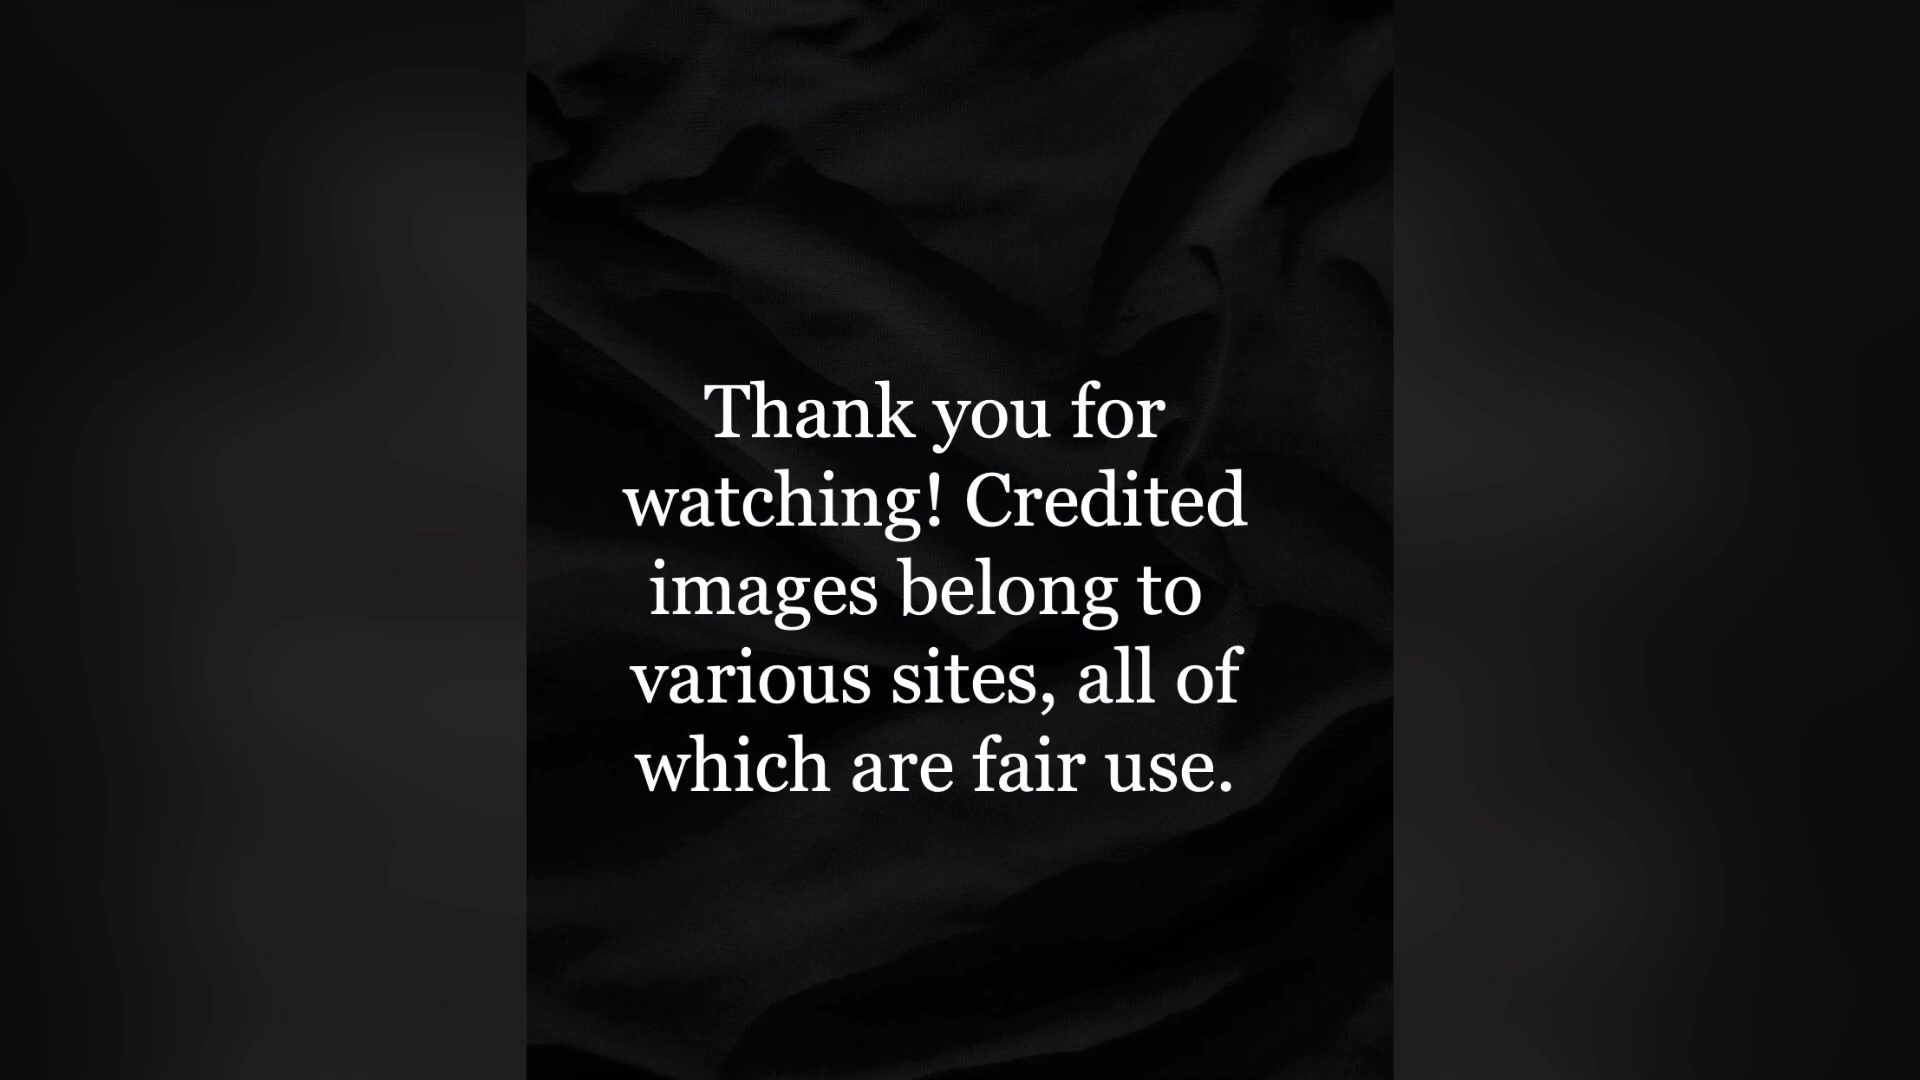 Thank you for
watching! Credited
images belong to
various sites, all of
which are fair use.